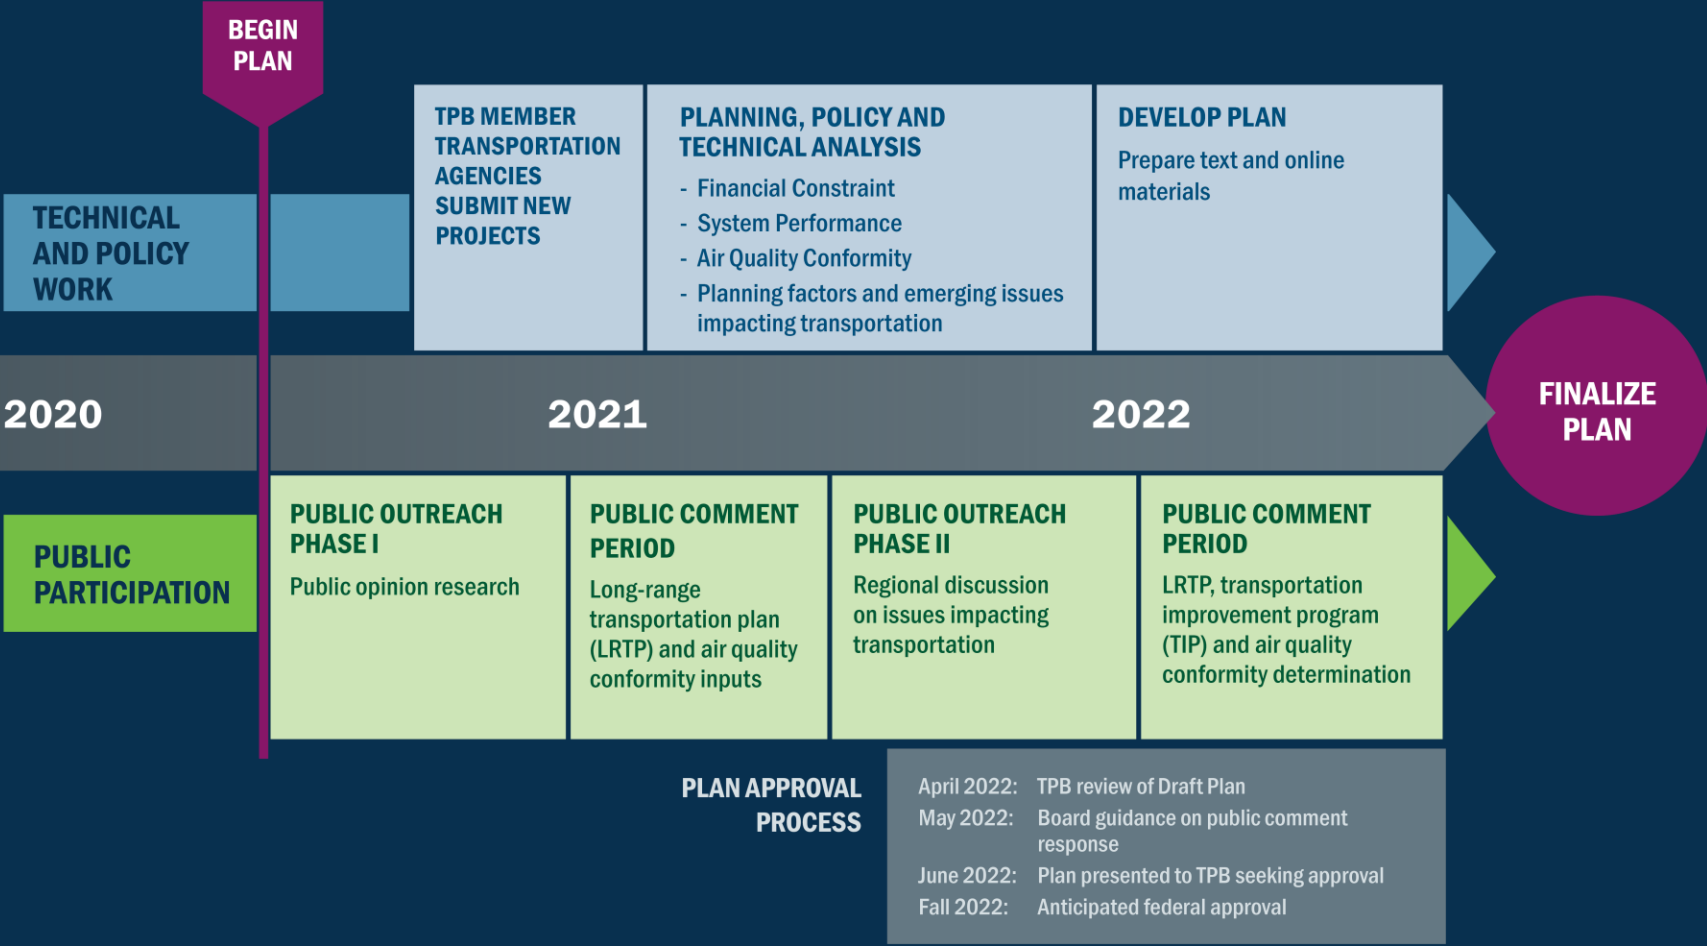 BEGIN
PLAN
TECHNICAL
AND POLICY
WORK
TPB MEMBER
TRANSPORTATION
AGENCIES
SUBMIT NEW
PROJECTS
PLANNING, POLICY AND
TECHNICAL ANALYSIS
- Financial Constraint
- System Performance
- Air Quality Conformity
- Planning factors and emerging issues
impacting transportation
DEVELOP PLAN
Prepare text and online
materials
2020
2021
2022
FINALIZE
PLAN
PUBLIC
PARTICIPATION
PUBLIC OUTREACH
PHASE I
Public opinion research
PUBLIC COMMENT
PERIOD
Long-range
transportation plan
(LRTP) and air quality
conformity inputs
PUBLIC OUTREACH
PHASE II
Regional discussion
on issues impacting
transportation
PUBLIC COMMENT
PERIOD
LRTP, transportation
improvement program
(TIP) and air quality
conformity determination
PLAN APPROVAL
PROCESS
April 2022: TPB review of Draft Plan
May 2022: Board guidance on public comment
response
June 2022: Plan presented to TPB seeking approval
Fall 2022: Anticipated federal approval